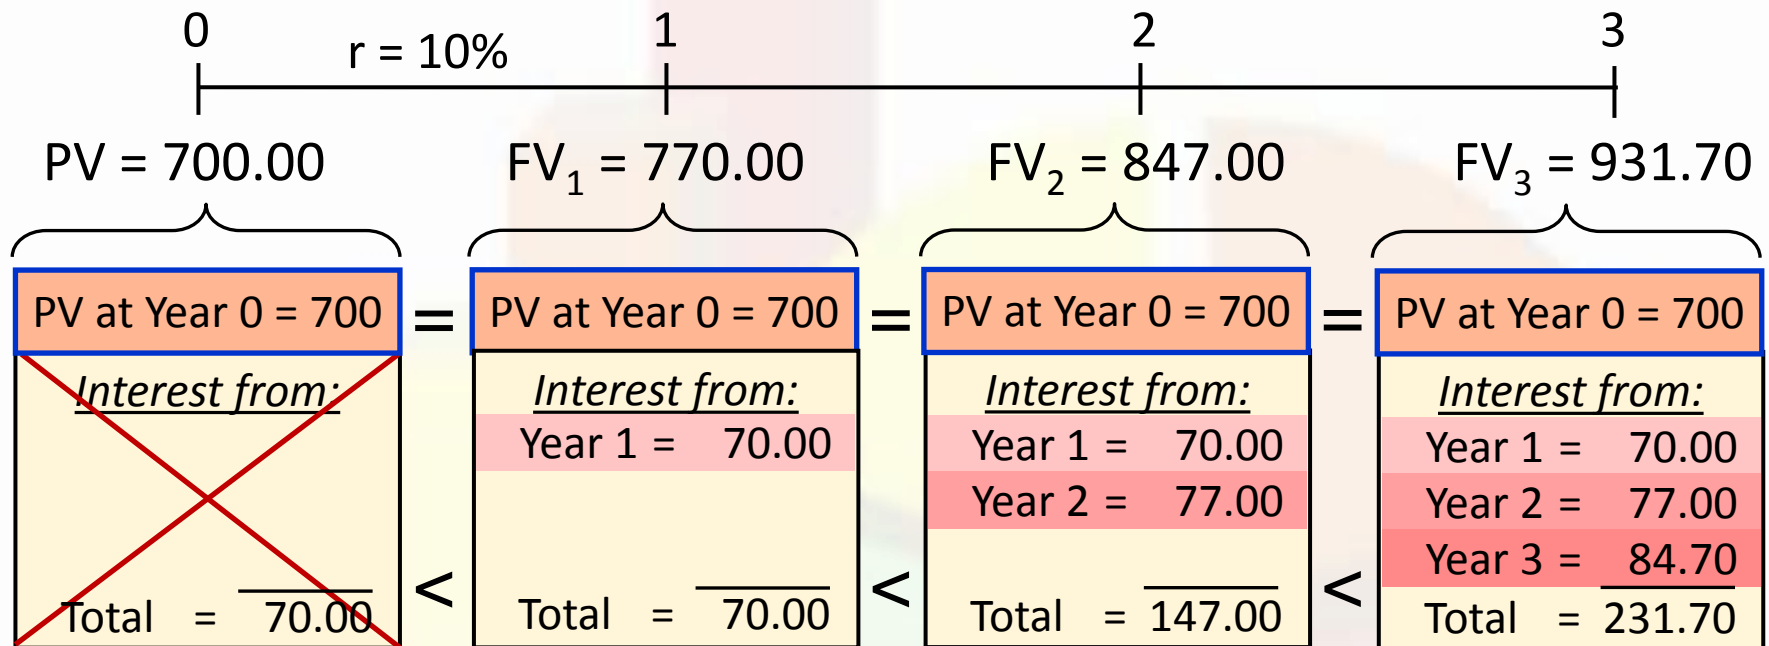 0 1 2 3
r = 10%
PV = 700.00 FV₁ = 770.00 FV₂ = 847.00 FV₃ = 931.70
PV at Year 0 = 700 = PV at Year 0 = 700 = PV at Year 0 = 700 = PV at Year 0 = 700
Interest from: Interest from: Interest from: Interest from:
Year 1 = 70.00 Year 1 = 70.00 Year 1 = 70.00
Year 2 = 77.00 Year 2 = 77.00
Year 3 = 84.70
Total = 70.00 < Total = 70.00 < Total = 147.00 < Total = 231.70